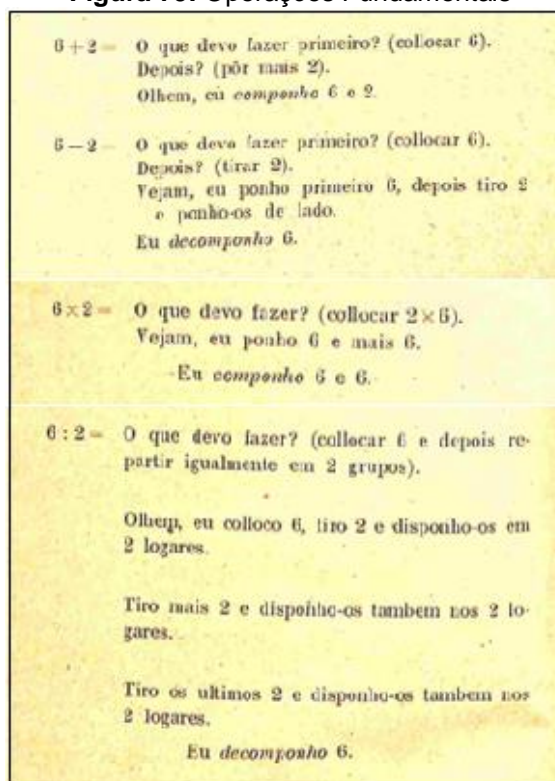 6 + 2 = O que devo fazer primeiro? (collocar 6).
Depois? (pôr mais 2).
Olhem, eu componho 6 e 2.
6 – 2 = O que devo fazer primeiro? (collocar 6).
Depois? (tirar 2).
Vejam, eu ponho primeiro 6, depois tiro 2
e ponho-os de lado.
Eu decomponho 6.
6 × 2 = O que devo fazer? (collocar 2 × 6).
Vejam, eu ponho 6 e mais 6.
Eu componho 6 e 6.
6 : 2 = O que devo fazer? (collocar 6 e depois re-
partir igualmente em 2 grupos).
Olhem, eu colloco 6, tiro 2 e disponho-os em
2 logares.
Tiro mais 2 e disponho-os tambem nos 2 lo-
gares.
Tiro os ultimos 2 e disponho-os tambem nos
2 logares.
Eu decomponho 6.